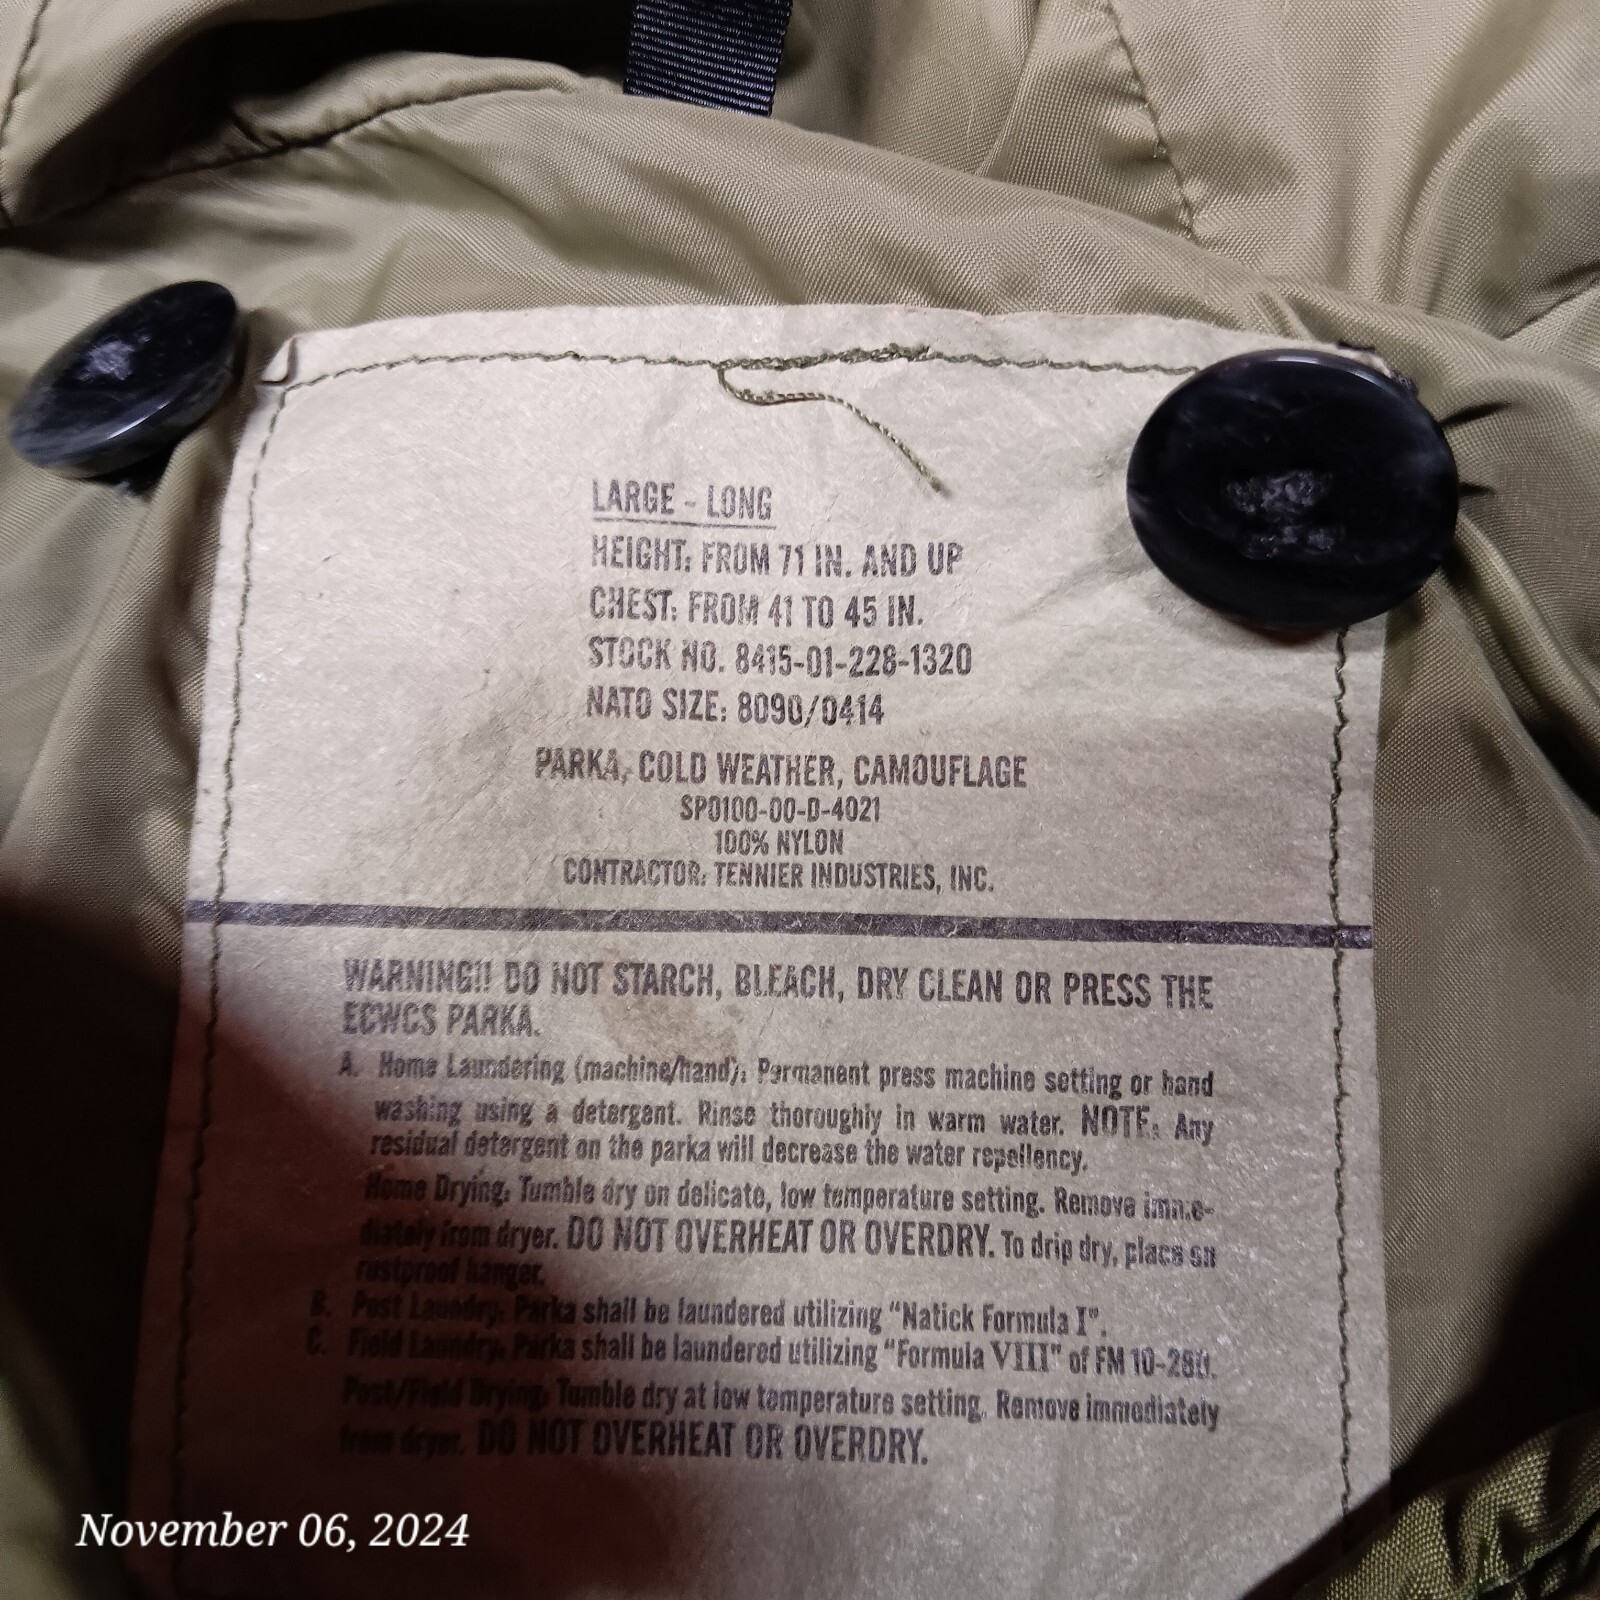 LARGE - LONG
HEIGHT: FROM 71 IN. AND UP
CHEST: FROM 41 TO 45 IN.
STOCK NO. 8415-01-228-1320
NATO SIZE: 8090/0414
PARKA, COLD WEATHER, CAMOUFLAGE
SP0100-00-D-4021
100% NYLON
CONTRACTOR: TENNIER INDUSTRIES, INC.
WARNING!! DO NOT STARCH, BLEACH, DRY CLEAN OR PRESS THE
ECWCS PARKA.
A. Home Laundering (machine/hand): Permanent press machine setting or hand
washing using a detergent. Rinse thoroughly in warm water. NOTE: Any
residual detergent on the parka will decrease the water repellency.
Home Drying: Tumble dry on delicate, low temperature setting. Remove imme-
diately from dryer. DO NOT OVERHEAT OR OVERDRY. To drip dry, place on
rustproof hanger.
B. Post Laundry: Parka shall be laundered utilizing "Natick Formula I".
C. Field Laundry: Parka shall be laundered utilizing "Formula VIII" of FM 10-280.
Post/Field Drying: Tumble dry at low temperature setting. Remove immediately
from dryer. DO NOT OVERHEAT OR OVERDRY.
November 06, 2024